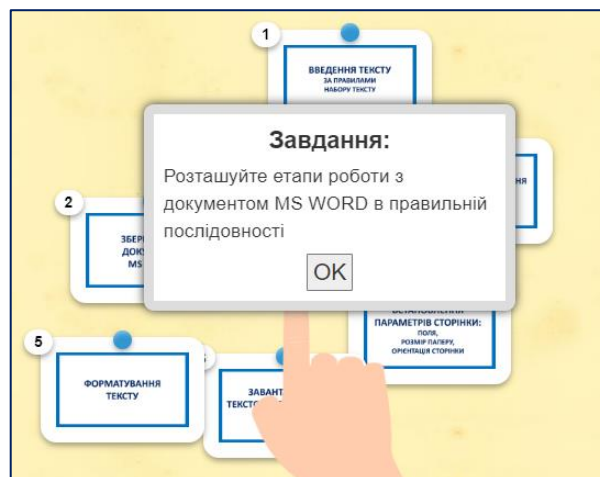 1
ВВЕДЕННЯ ТЕКСТУ
ЗА ПРАВИЛАМИ
НАБОРУ ТЕКСТУ
Завдання:
Розташуйте етапи роботи з
документом MS WORD в правильній
послідовності
OK
2
MS
ПАРАМЕТРІВ СТОРІНКИ:
ПОЛЯ,
РОЗМІР ПАПЕРУ,
ОРІЄНТАЦІЯ СТОРІНКИ
5
ФОРМАТУВАННЯ
ТЕКСТУ